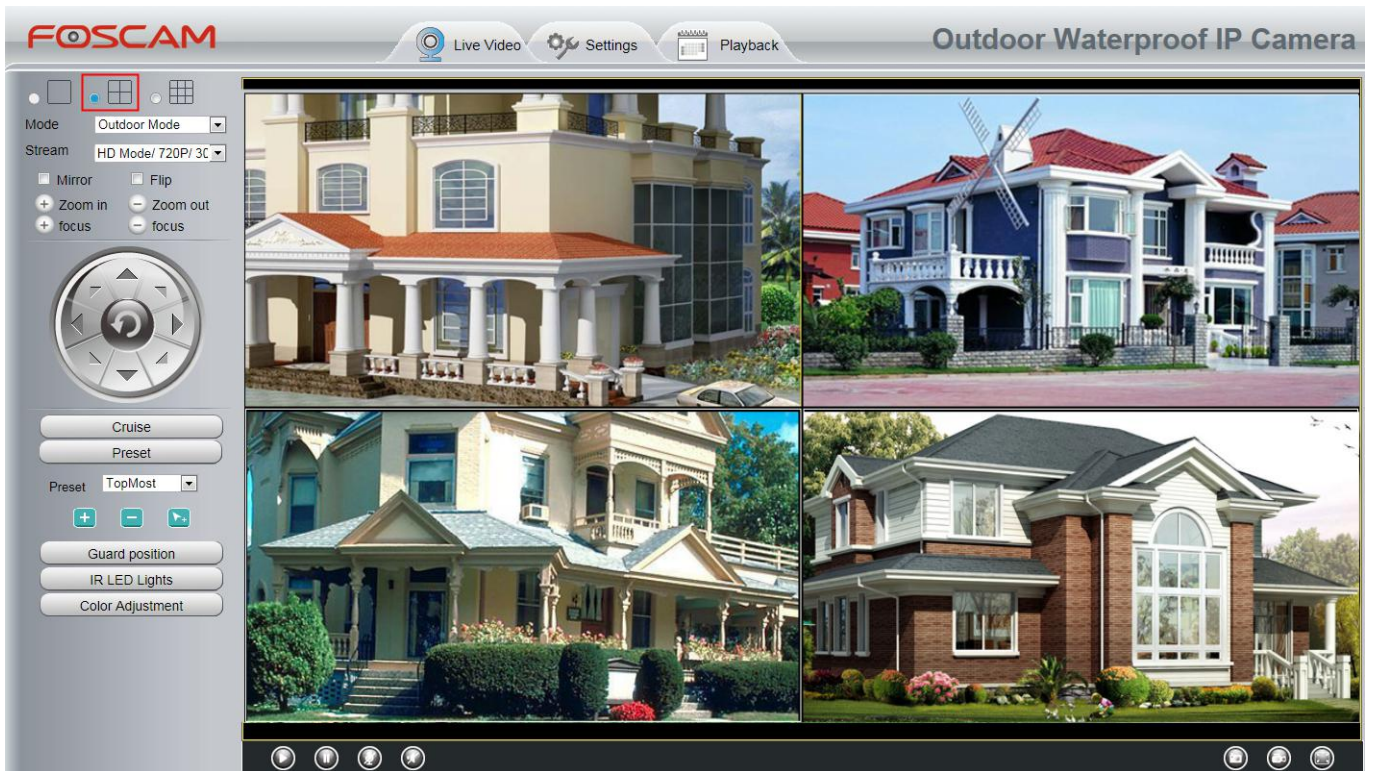 FOSCAM
Live Video
Settings
Playback
Outdoor Waterproof IP Camera
Mode
Outdoor Mode
Stream
HD Mode/ 720P/ 30
Mirror
Flip
Zoom in
Zoom out
focus
focus
Cruise
Preset
Preset
TopMost
Guard position
IR LED Lights
Color Adjustment